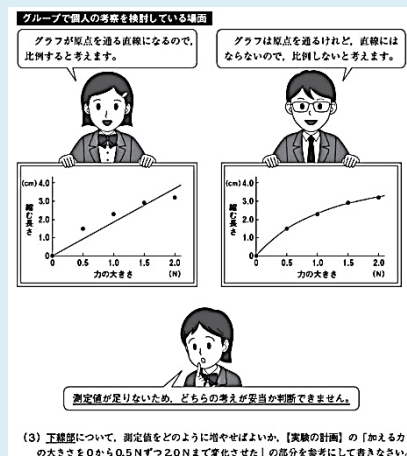 グループで個人の考察を検討している場面
グラフが原点を通る直線になるので,
比例すると考えます。
グラフは原点を通るけれど, 直線には
ならないので, 比例しないと考えます。
(cm) 4.0
3.0
2.0
1.0
0
縮む長さ
0 0.5 1.0 1.5 2.0
力の大きさ (N)
(cm) 4.0
3.0
2.0
1.0
0
縮む長さ
0 0.5 1.0 1.5 2.0
力の大きさ (N)
測定値が足りないため, どちらの考えが妥当か判断できません。
(3) 下線部について, 測定値をどのように増やせばよいか,【実験の計画】の「加える力
の大きさを0から0.5Nずつ2.0Nまで変化させた」の部分を参考にして書きなさい。